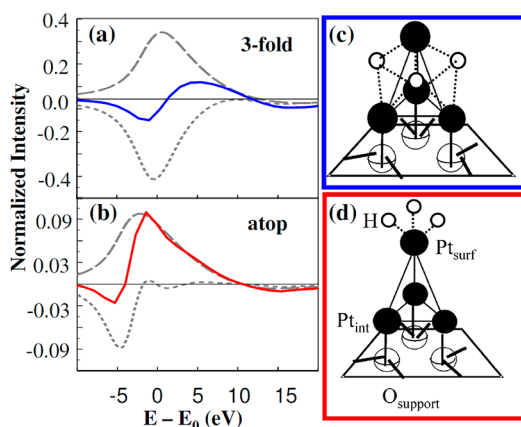 (a)
3-fold
0.4
0.2
0.0
-0.2
-0.4
Normalized Intensity
(b)
atop
0.09
0.03
-0.03
-0.09
-5 0 5 10 15
E – E0 (eV)
(c)
(d)
H
Ptsurf
Ptint
Osupport